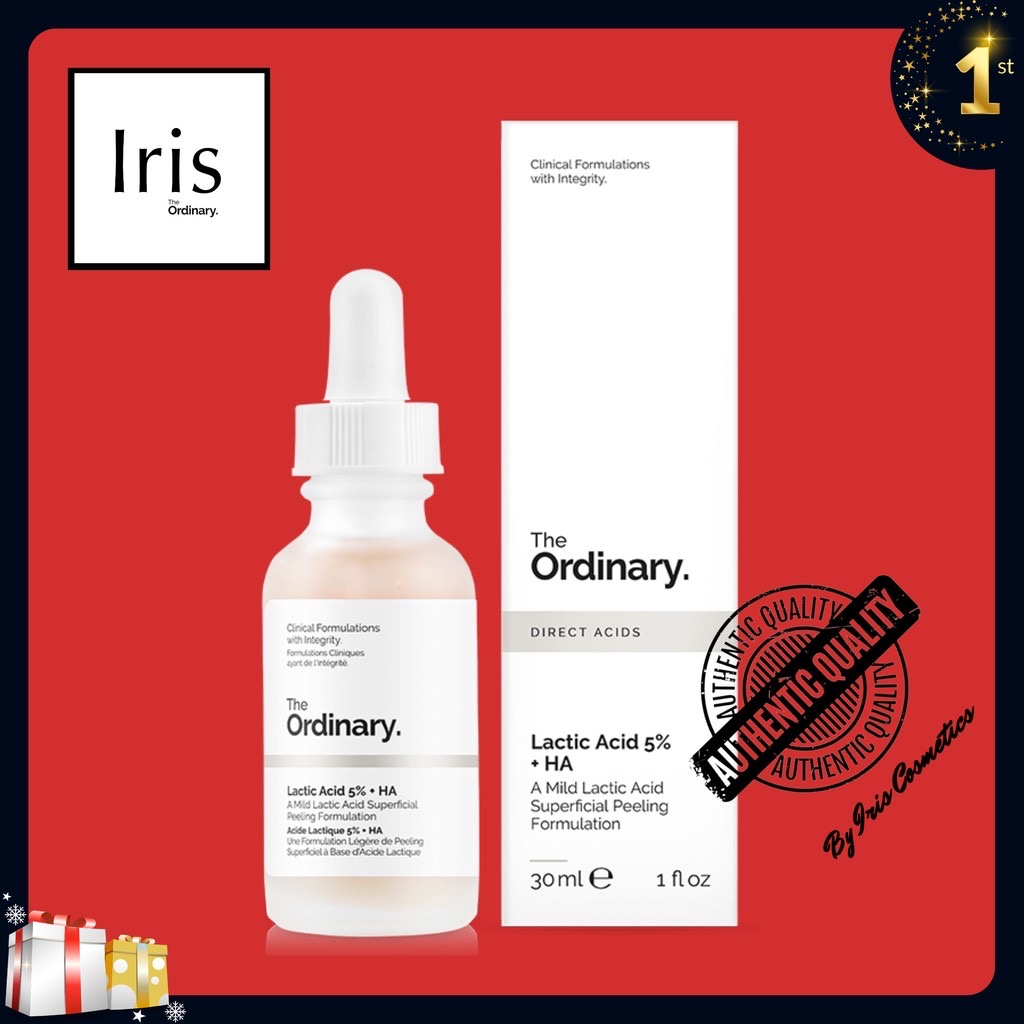 1st
Iris
The
Ordinary.
Clinical Formulations
with Integrity.
The
Ordinary.
DIRECT ACIDS
Lactic Acid 5%
+ HA
A Mild Lactic Acid
Superficial Peeling
Formulation
30 ml e 1 fl oz
Clinical Formulations
with Integrity.
Formulations Cliniques
ayant de l'intégrité.
The
Ordinary.
Lactic Acid 5% + HA
A Mild Lactic Acid Superficial
Peeling Formulation
Acide Lactique 5% + HA
Une Formulation Légère de Peeling
Superficiel à Base d'Acide Lactique
AUTHENTIC QUALITY
AUTHENTIC QUALITY
AUTHENTIC QUALITY
By Iris Cosmetics